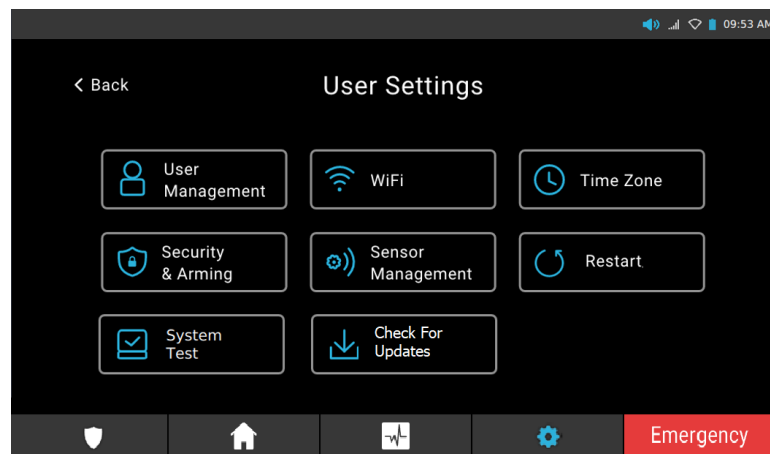 09:53 AM
Back
User Settings
User
Management
WiFi
Time Zone
Security
& Arming
Sensor
Management
Restart
System
Test
Check For
Updates
Emergency